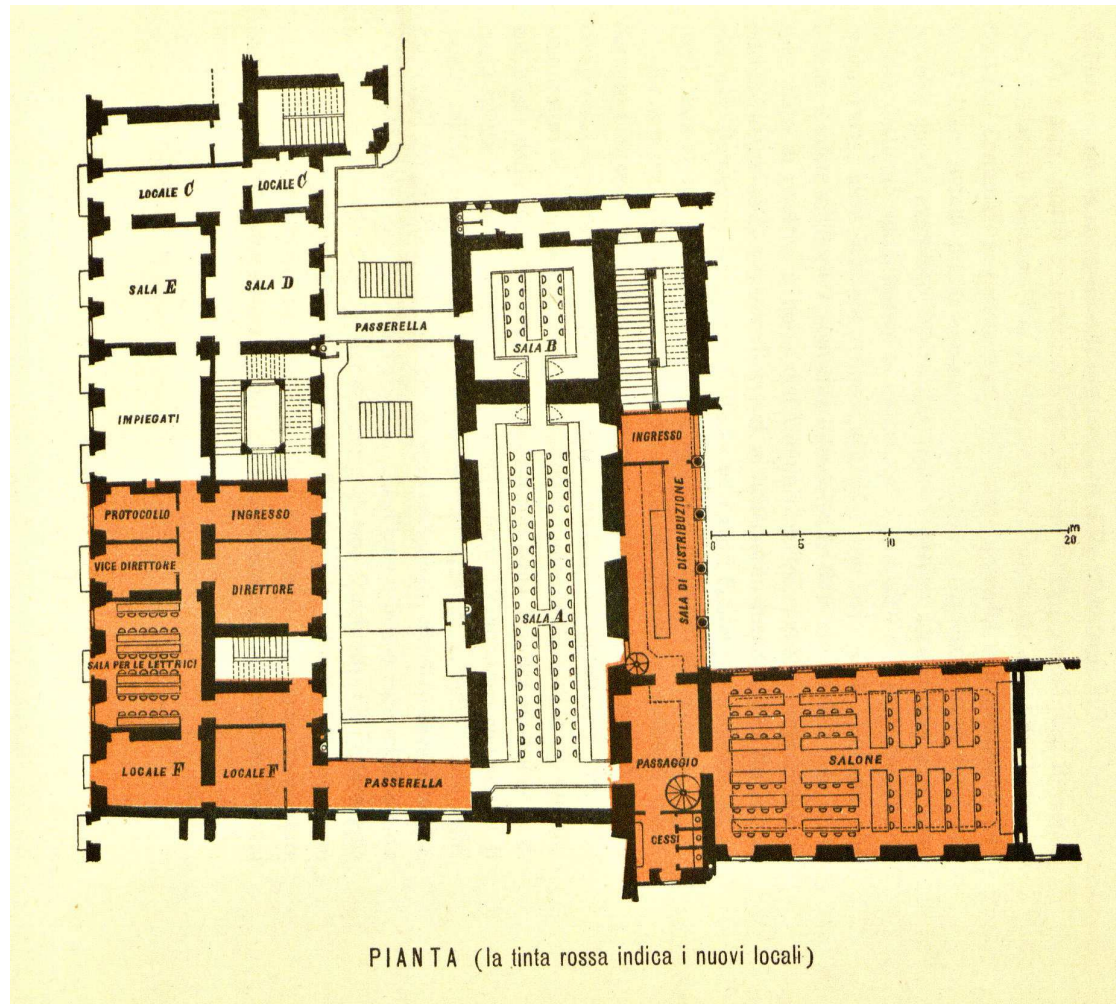 LOCALE C
LOCALE C
SALA E
SALA D
PASSERELLA
SALA B
IMPIEGATI
INGRESSO
PROTOCOLLO
INGRESSO
SALA DI DISTRIBUZIONE
m
0 5 10 20
VICE DIRETTORE
DIRETTORE
SALA A
SALA PER LE LETTRICI
LOCALE F
LOCALE F
PASSERELLA
PASSAGGIO
SALONE
CESSI
PIANTA (la tinta rossa indica i nuovi locali)